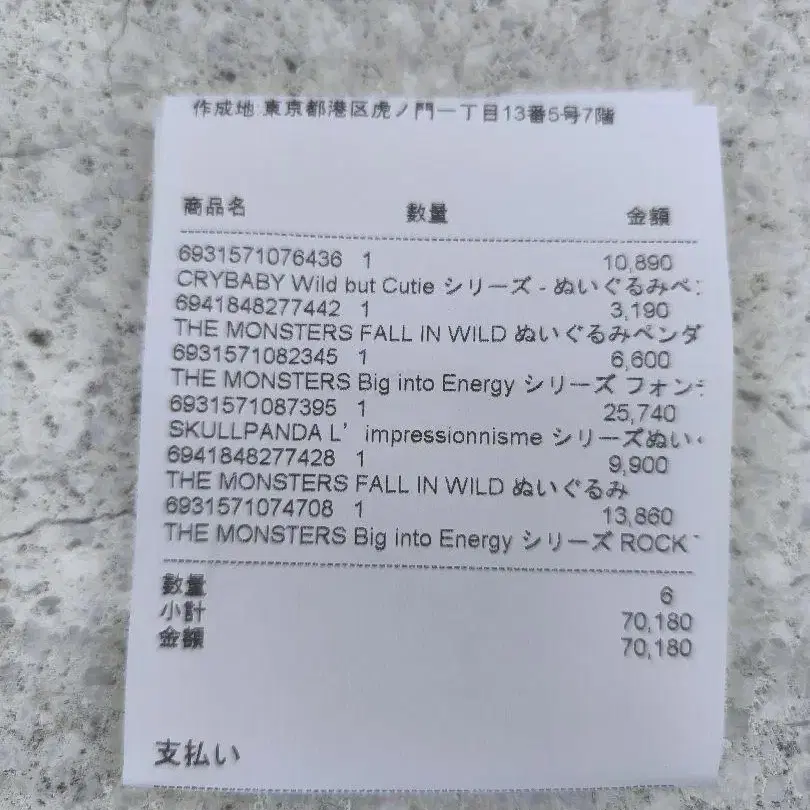 作成地 東京都港区虎ノ門一丁目13番5号7階
商品名 数量 金額
6931571076436 1 10,890
CRYBABY Wild but Cutie シリーズ - ぬいぐるみペ
6941848277442 1 3,190
THE MONSTERS FALL IN WILD ぬいぐるみペンダ
6931571082345 1 6,600
THE MONSTERS Big into Energy シリーズ フォン
6931571087395 1 25,740
SKULLPANDA L’impressionnisme シリーズぬい
6941848277428 1 9,900
THE MONSTERS FALL IN WILD ぬいぐるみ
6931571074708 1 13,860
THE MONSTERS Big into Energy シリーズ ROCK
数量 6
小計 70,180
金額 70,180
支払い